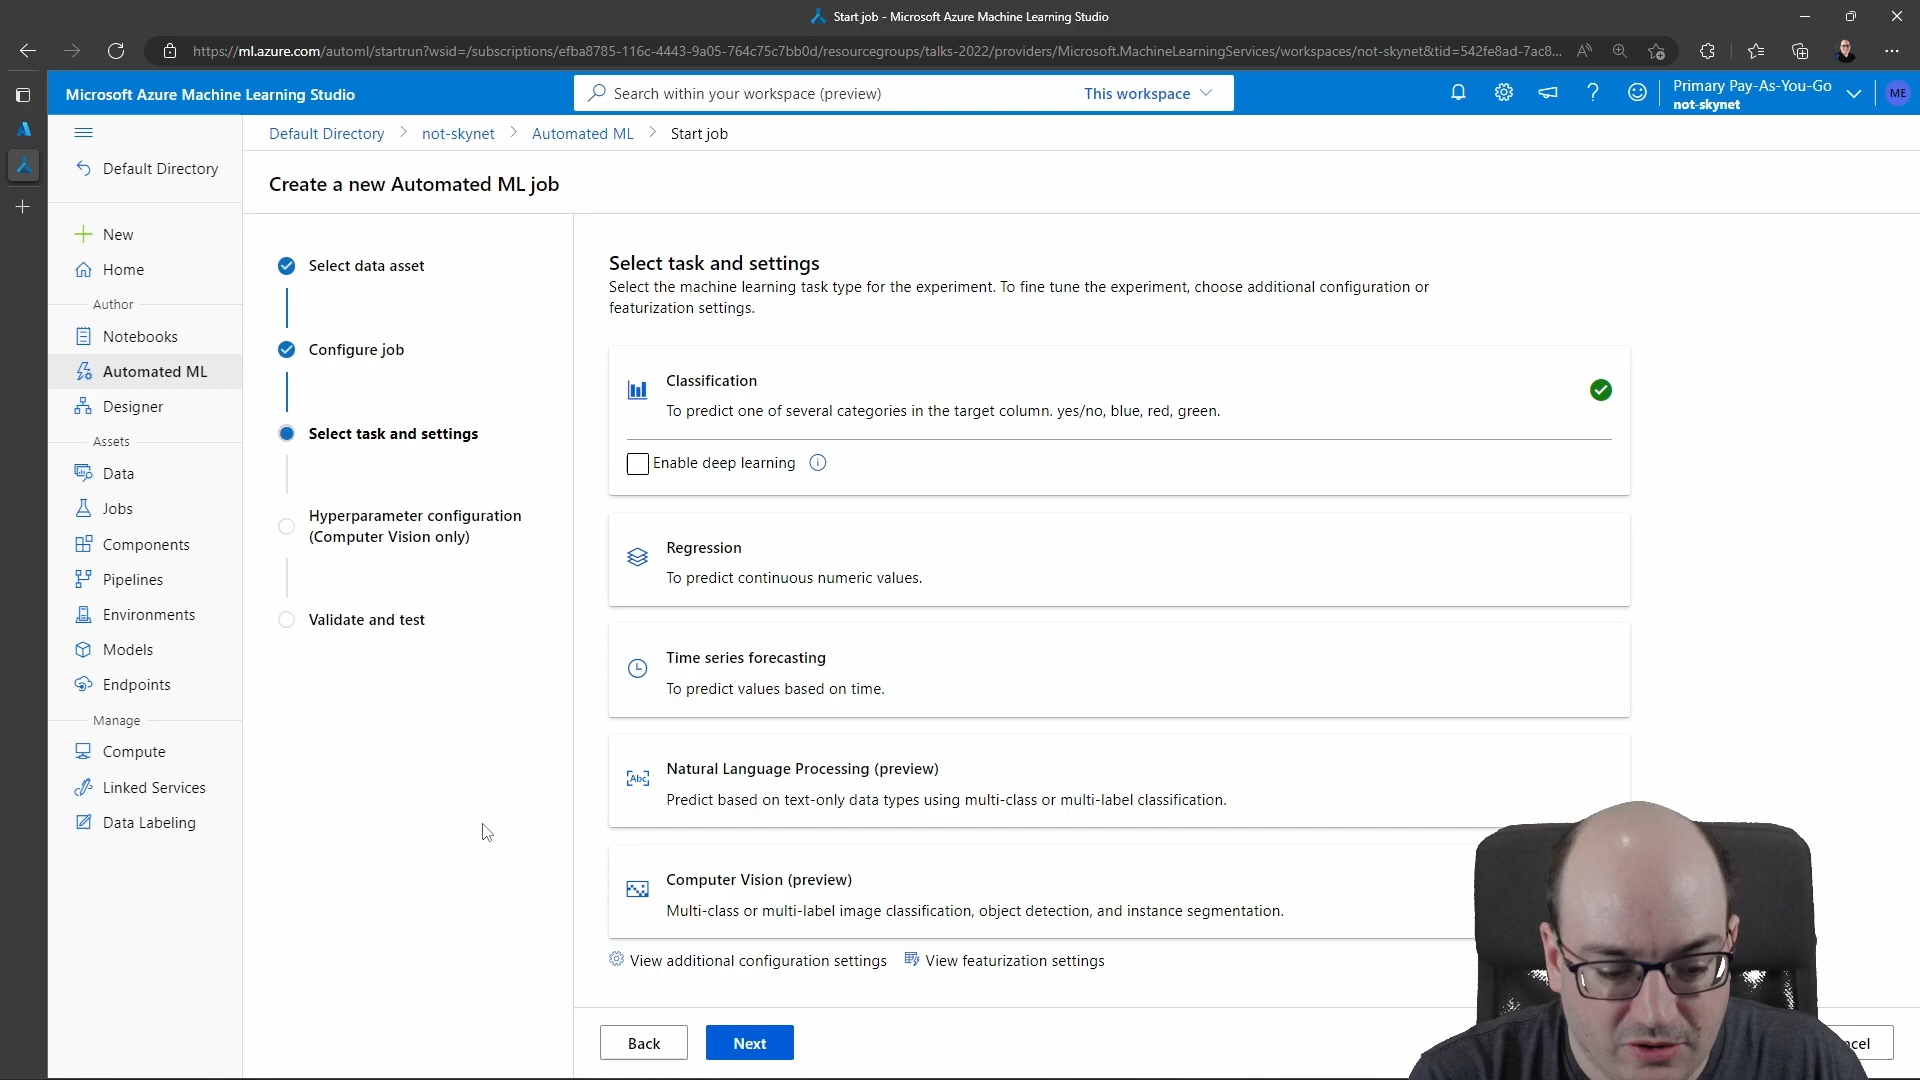 Start job - Microsoft Azure Machine Learning Studio
https://ml.azure.com/automl/startrun?wsid=/subscriptions/efba8785-116c-4443-9a05-764c75c7bb0d/resourcegroups/talks-2022/providers/Microsoft.MachineLearningServices/workspaces/not-skynet&tid=542fe8ad-7ac8...
Microsoft Azure Machine Learning Studio
Search within your workspace (preview)
This workspace
Primary Pay-As-You-Go
not-skynet
ME
Default Directory
not-skynet
Automated ML
Start job
Default Directory
Create a new Automated ML job
New
Home
Author
Notebooks
Automated ML
Designer
Assets
Data
Jobs
Components
Pipelines
Environments
Models
Endpoints
Manage
Compute
Linked Services
Data Labeling
Select data asset
Configure job
Select task and settings
Hyperparameter configuration
(Computer Vision only)
Validate and test
Select task and settings
Select the machine learning task type for the experiment. To fine tune the experiment, choose additional configuration or
featurization settings.
Classification
To predict one of several categories in the target column. yes/no, blue, red, green.
Enable deep learning
Regression
To predict continuous numeric values.
Time series forecasting
To predict values based on time.
Abc
Natural Language Processing (preview)
Predict based on text-only data types using multi-class or multi-label classification.
Computer Vision (preview)
Multi-class or multi-label image classification, object detection, and instance segmentation.
View additional configuration settings
View featurization settings
Back
Next
cel